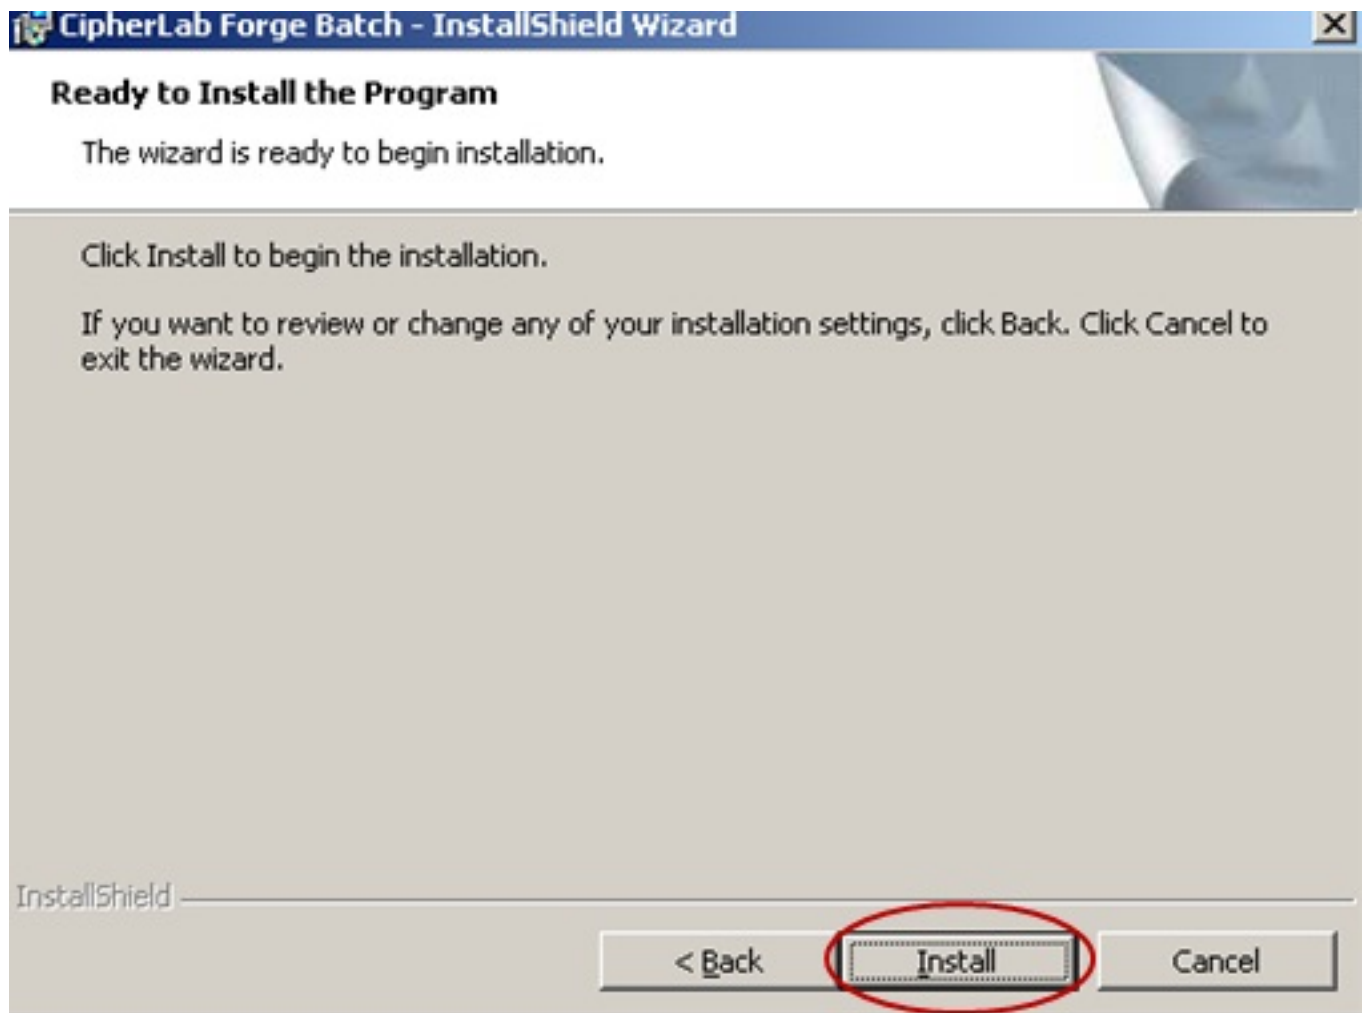 CipherLab Forge Batch - InstallShield Wizard
Ready to Install the Program
The wizard is ready to begin installation.
Click Install to begin the installation.
If you want to review or change any of your installation settings, click Back. Click Cancel to
exit the wizard.
InstallShield
< Back
Install
Cancel